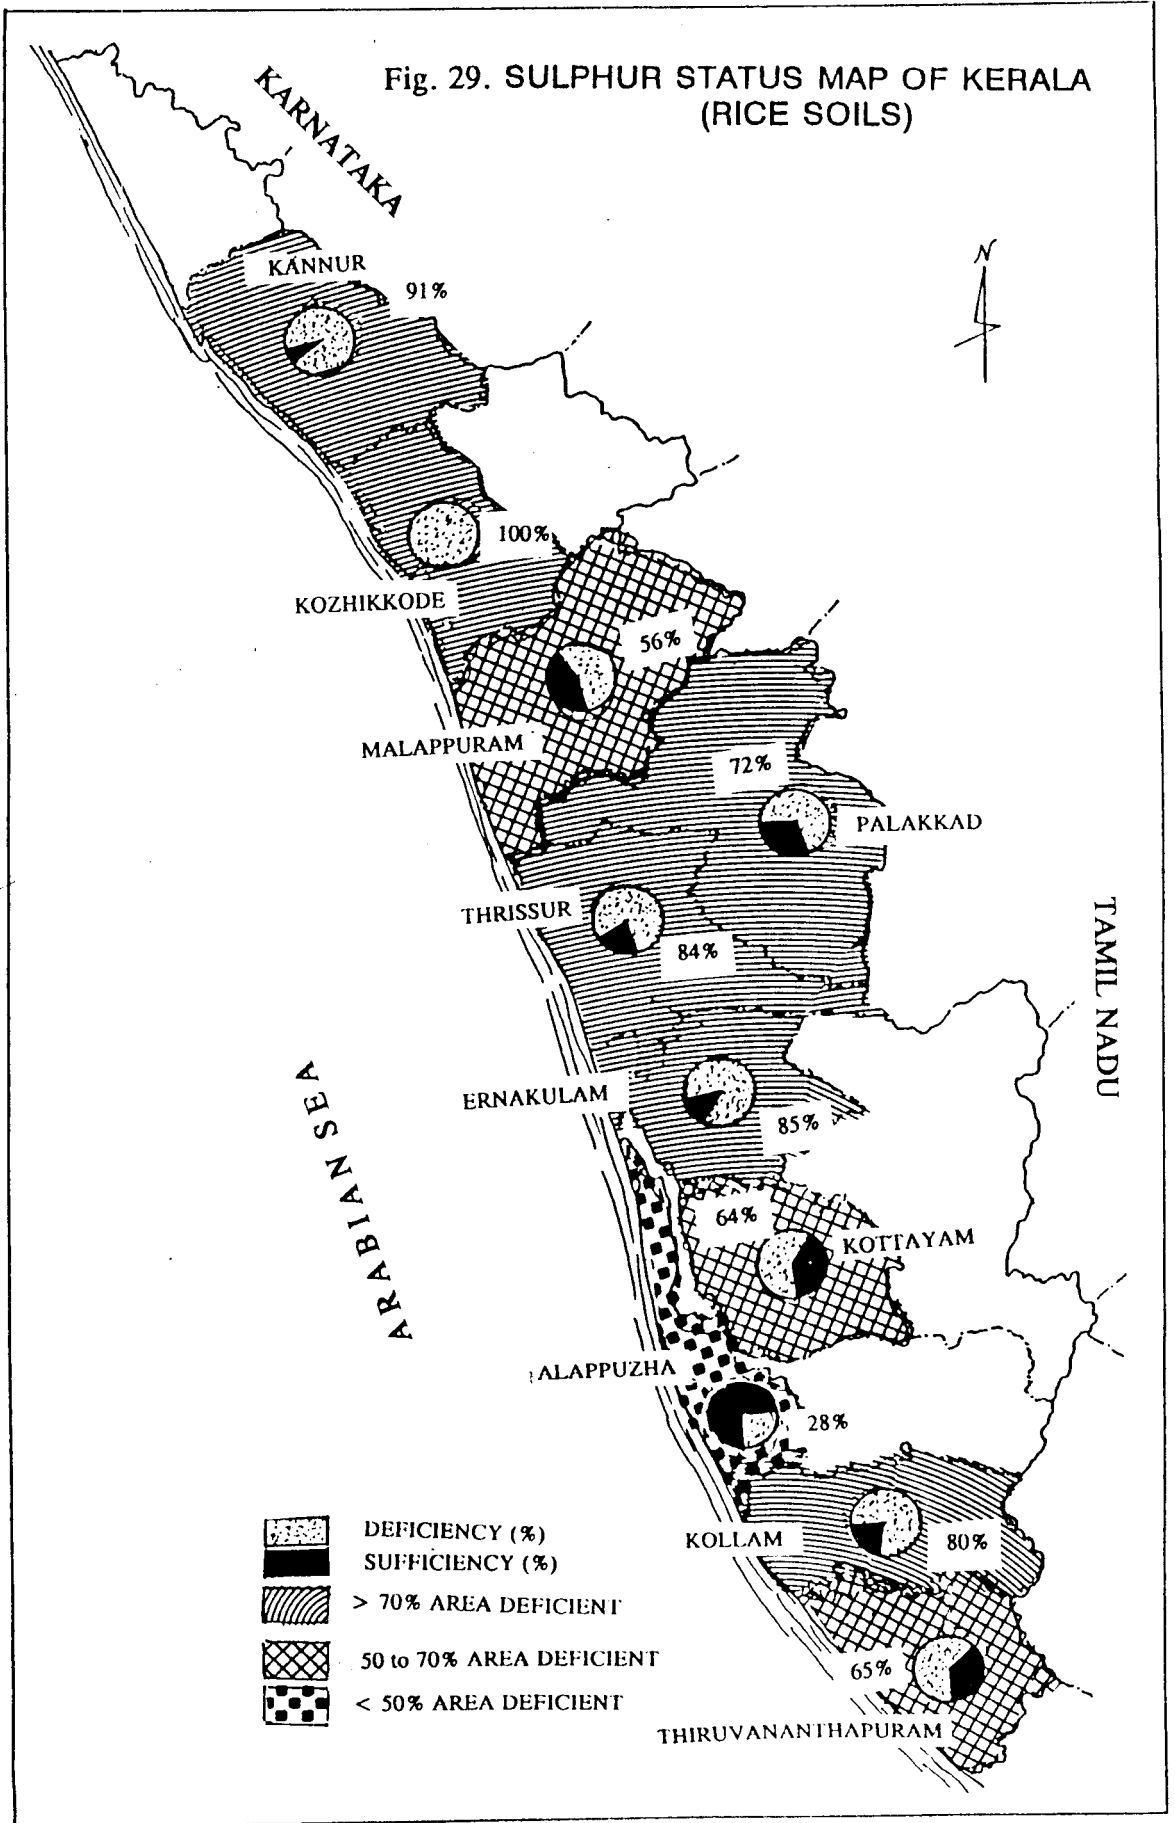 Fig. 29. SULPHUR STATUS MAP OF KERALA
(RICE SOILS)
KARNATAKA
N
KANNUR
91%
100%
KOZHIKKODE
56%
MALAPPURAM
72%
PALAKKAD
THRISSUR
84%
TAMIL NADU
ARABIAN SEA
ERNAKULAM
85%
64%
KOTTAYAM
ALAPPUZHA
28%
KOLLAM
80%
65%
THIRUVANANTHAPURAM
DEFICIENCY (%)
SUFFICIENCY (%)
> 70% AREA DEFICIENT
50 to 70% AREA DEFICIENT
< 50% AREA DEFICIENT